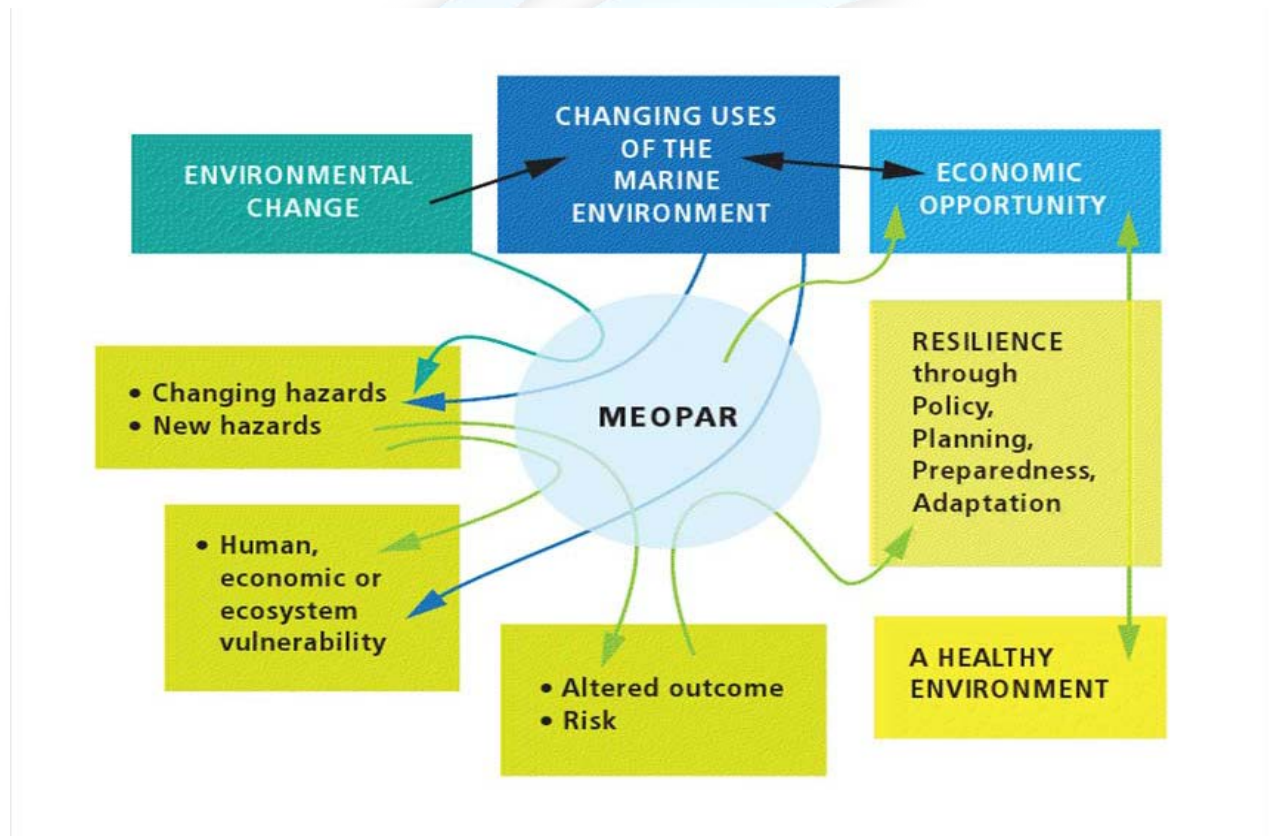 ENVIRONMENTAL
CHANGE
CHANGING USES
OF THE
MARINE
ENVIRONMENT
ECONOMIC
OPPORTUNITY
• Changing hazards
• New hazards
MEOPAR
RESILIENCE
through
Policy,
Planning,
Preparedness,
Adaptation
• Human,
economic or
ecosystem
vulnerability
• Altered outcome
• Risk
A HEALTHY
ENVIRONMENT